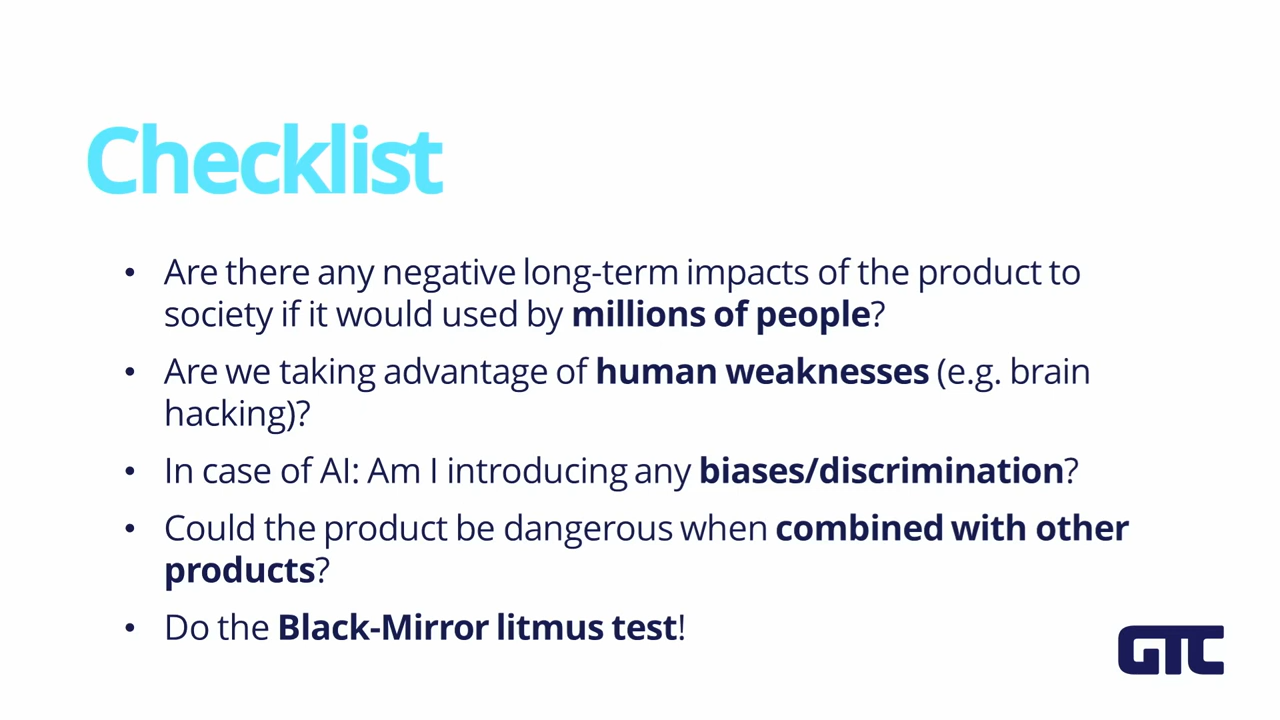 Checklist
• Are there any negative long-term impacts of the product to
society if it would used by millions of people?
• Are we taking advantage of human weaknesses (e.g. brain
hacking)?
• In case of AI: Am I introducing any biases/discrimination?
• Could the product be dangerous when combined with other
products?
• Do the Black-Mirror litmus test!
GTC